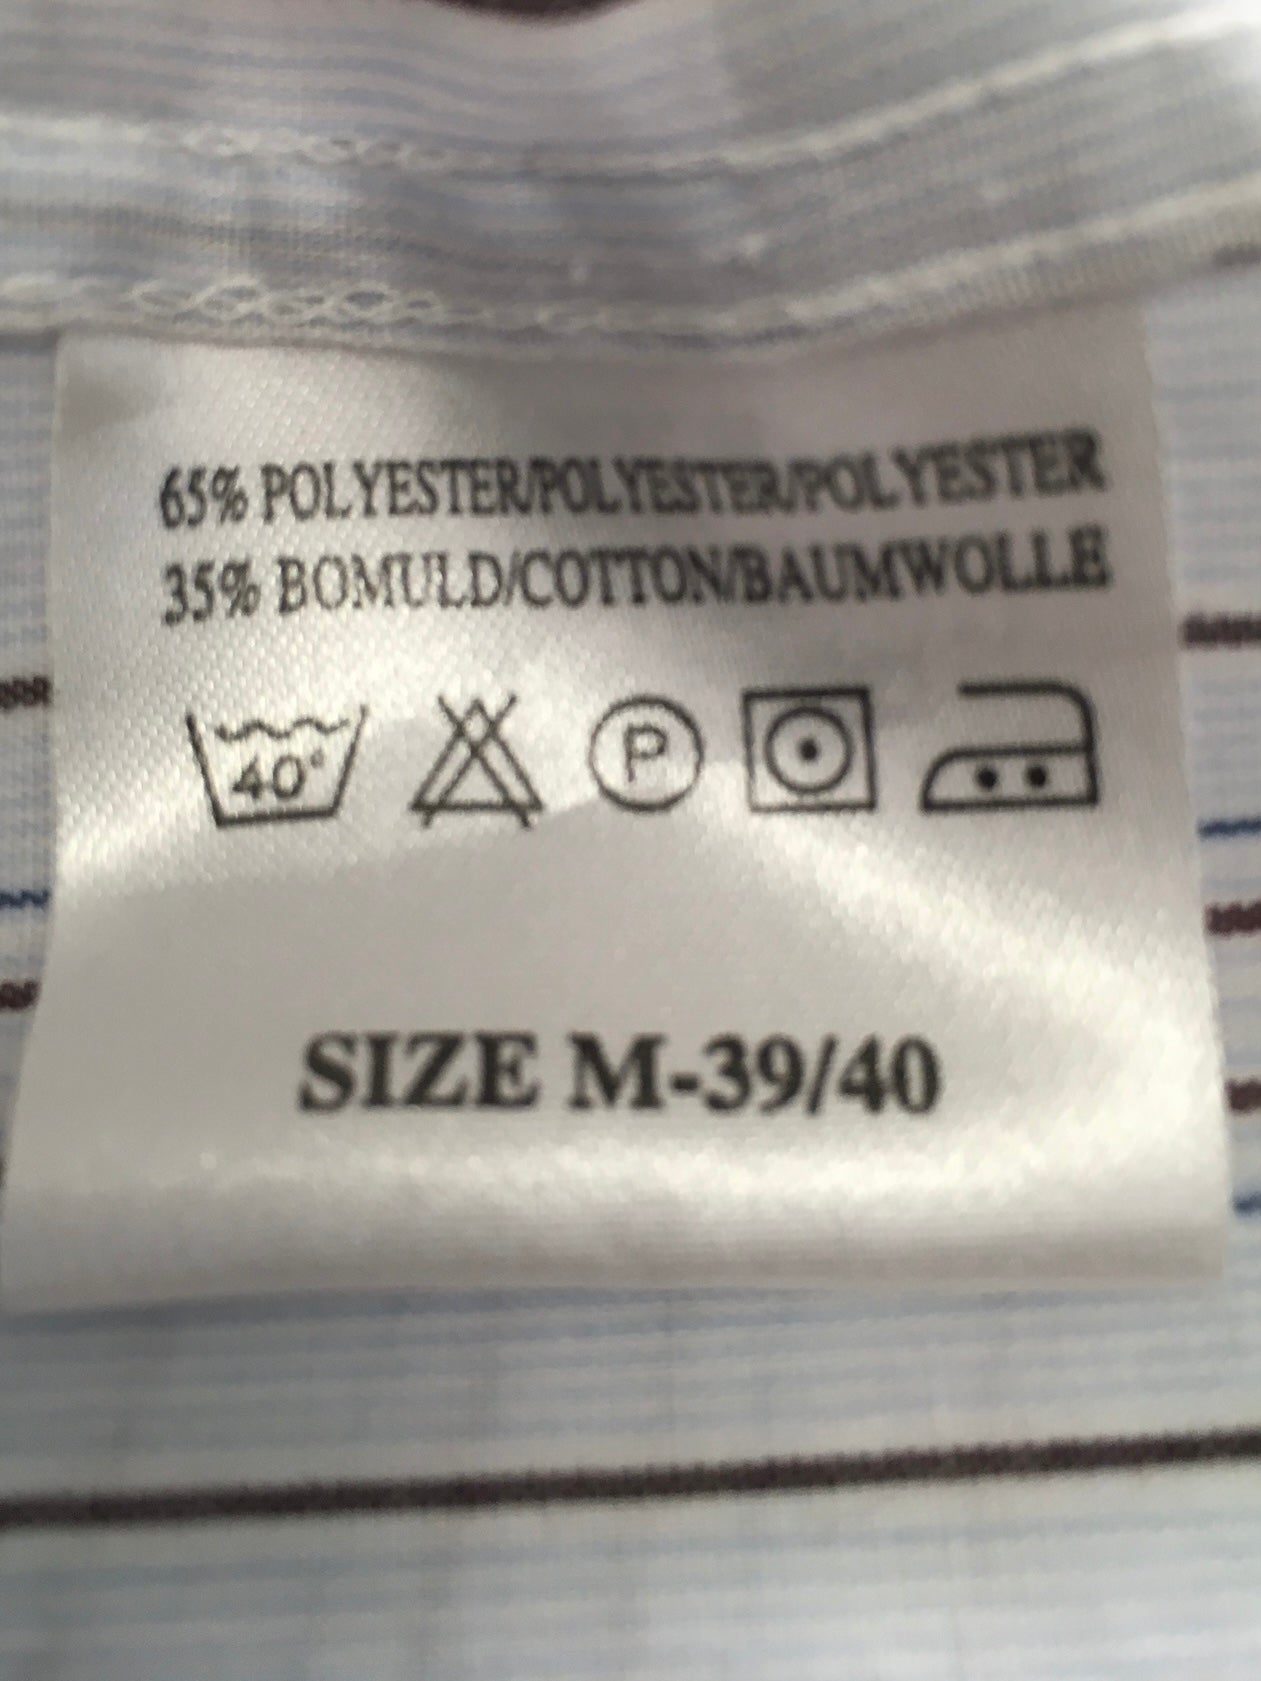 65% POLYESTER/POLYESTER/POLYESTER
35% BOMULD/COTTON/BAUMWOLLE
40° P
SIZE M-39/40